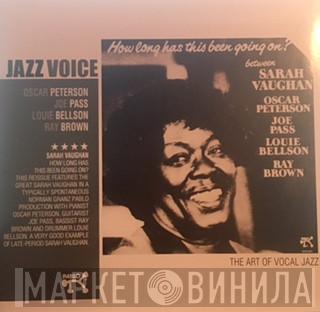 JAZZ VOICE
OSCAR PETERSON
JOE PASS
LOUIE BELLSON
RAY BROWN
★★★★
SARAH VAUGHAN
HOW LONG HAS
THIS BEEN GOING ON?
THIS REISSUE FEATURES THE
GREAT SARAH VAUGHAN IN A
TYPICALLY SPONTANEOUS
NORMAN GRANZ PABLO
PRODUCTION WITH PIANIST
OSCAR PETERSON, GUITARIST
JOE PASS, BASSIST RAY
BROWN AND DRUMMER LOUIE
BELLSON. A VERY GOOD EXAMPLE
OF LATE-PERIOD SARAH VAUGHAN.
How long has this been going on?
between
SARAH
VAUGHAN
OSCAR
PETERSON
JOE
PASS
LOUIE
BELLSON
RAY
BROWN
THE ART OF VOCAL JAZZ
МАРКЕТ ВИНИЛА